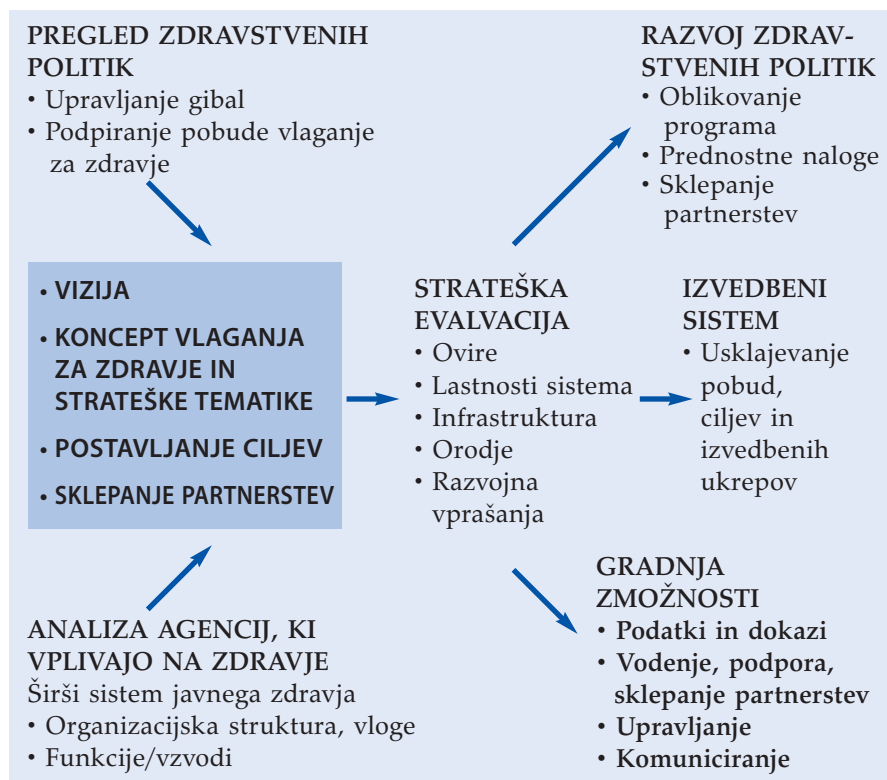 PREGLED ZDRAVSTVENIH
POLITIK
• Upravljanje gibal
• Podpiranje pobude vlaganje
za zdravje
• VIZIJA
• KONCEPT VLAGANJA
ZA ZDRAVJE IN
STRATEŠKE TEMATIKE
• POSTAVLJANJE CILJEV
• SKLEPANJE PARTNERSTEV
ANALIZA AGENCIJ, KI
VPLIVAJO NA ZDRAVJE
Širši sistem javnega zdravja
• Organizacijska struktura, vloge
• Funkcije/vzvodi
STRATEŠKA
EVALVACIJA
• Ovire
• Lastnosti sistema
• Infrastruktura
• Orodje
• Razvojna
vprašanja
RAZVOJ ZDRAV-
STVENIH POLITIK
• Oblikovanje
programa
• Prednostne naloge
• Sklepanje
partnerstev
IZVEDBENI
SISTEM
• Usklajevanje
pobud,
ciljev in
izvedbenih
ukrepov
GRADNJA
ZMOŽNOSTI
• Podatki in dokazi
• Vodenje, podpora,
sklepanje partnerstev
• Upravljanje
• Komuniciranje